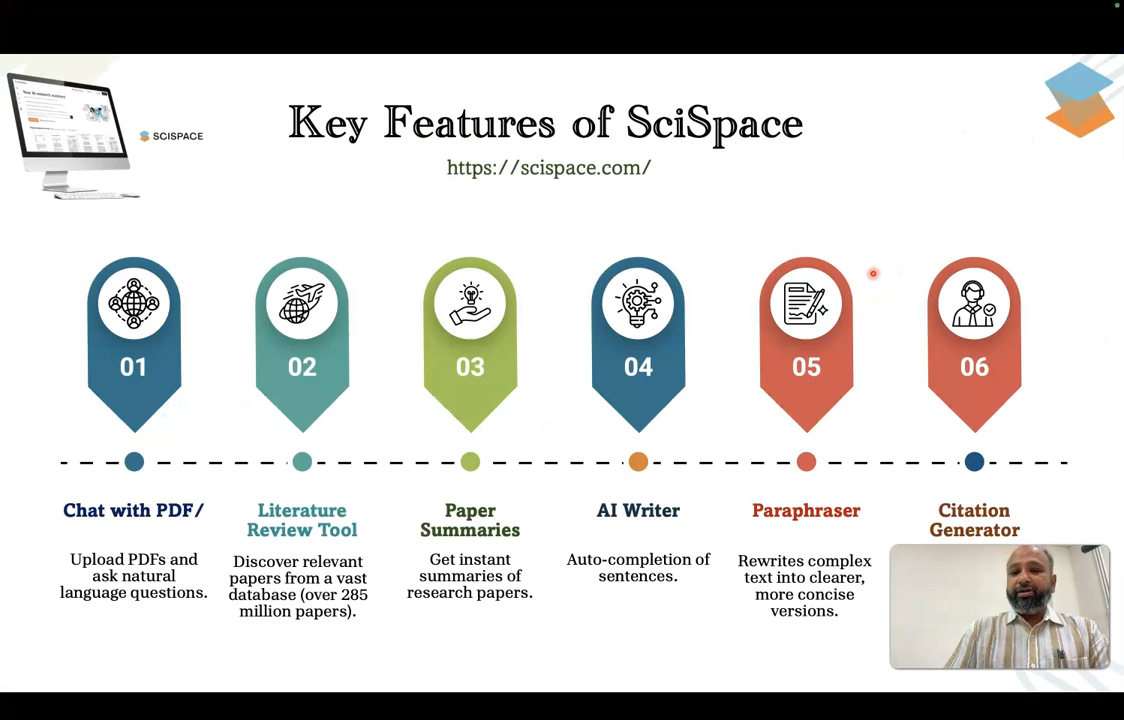 SCISPACE
Key Features of SciSpace
https://scispace.com/
01
02
03
04
05
06
Chat with PDF/
Upload PDFs and
ask natural
language questions.
Literature
Review Tool
Discover relevant
papers from a vast
database (over 285
million papers).
Paper
Summaries
Get instant
summaries of
research papers.
AI Writer
Auto-completion of
sentences.
Paraphraser
Rewrites complex
text into clearer,
more concise
versions.
Citation
Generator